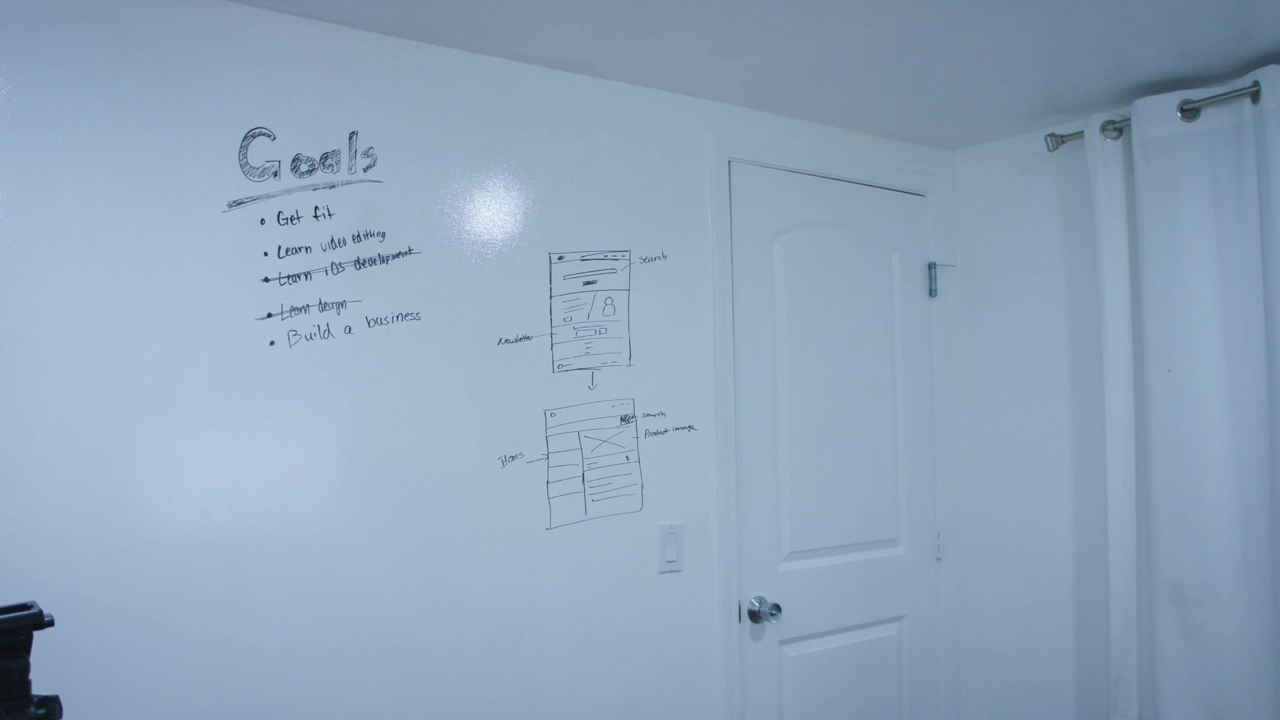 Goals
• Get fit
• Learn video editing
• Learn iOS development
• Learn design
• Build a business
Search
Newsletter
search
Product image
Items